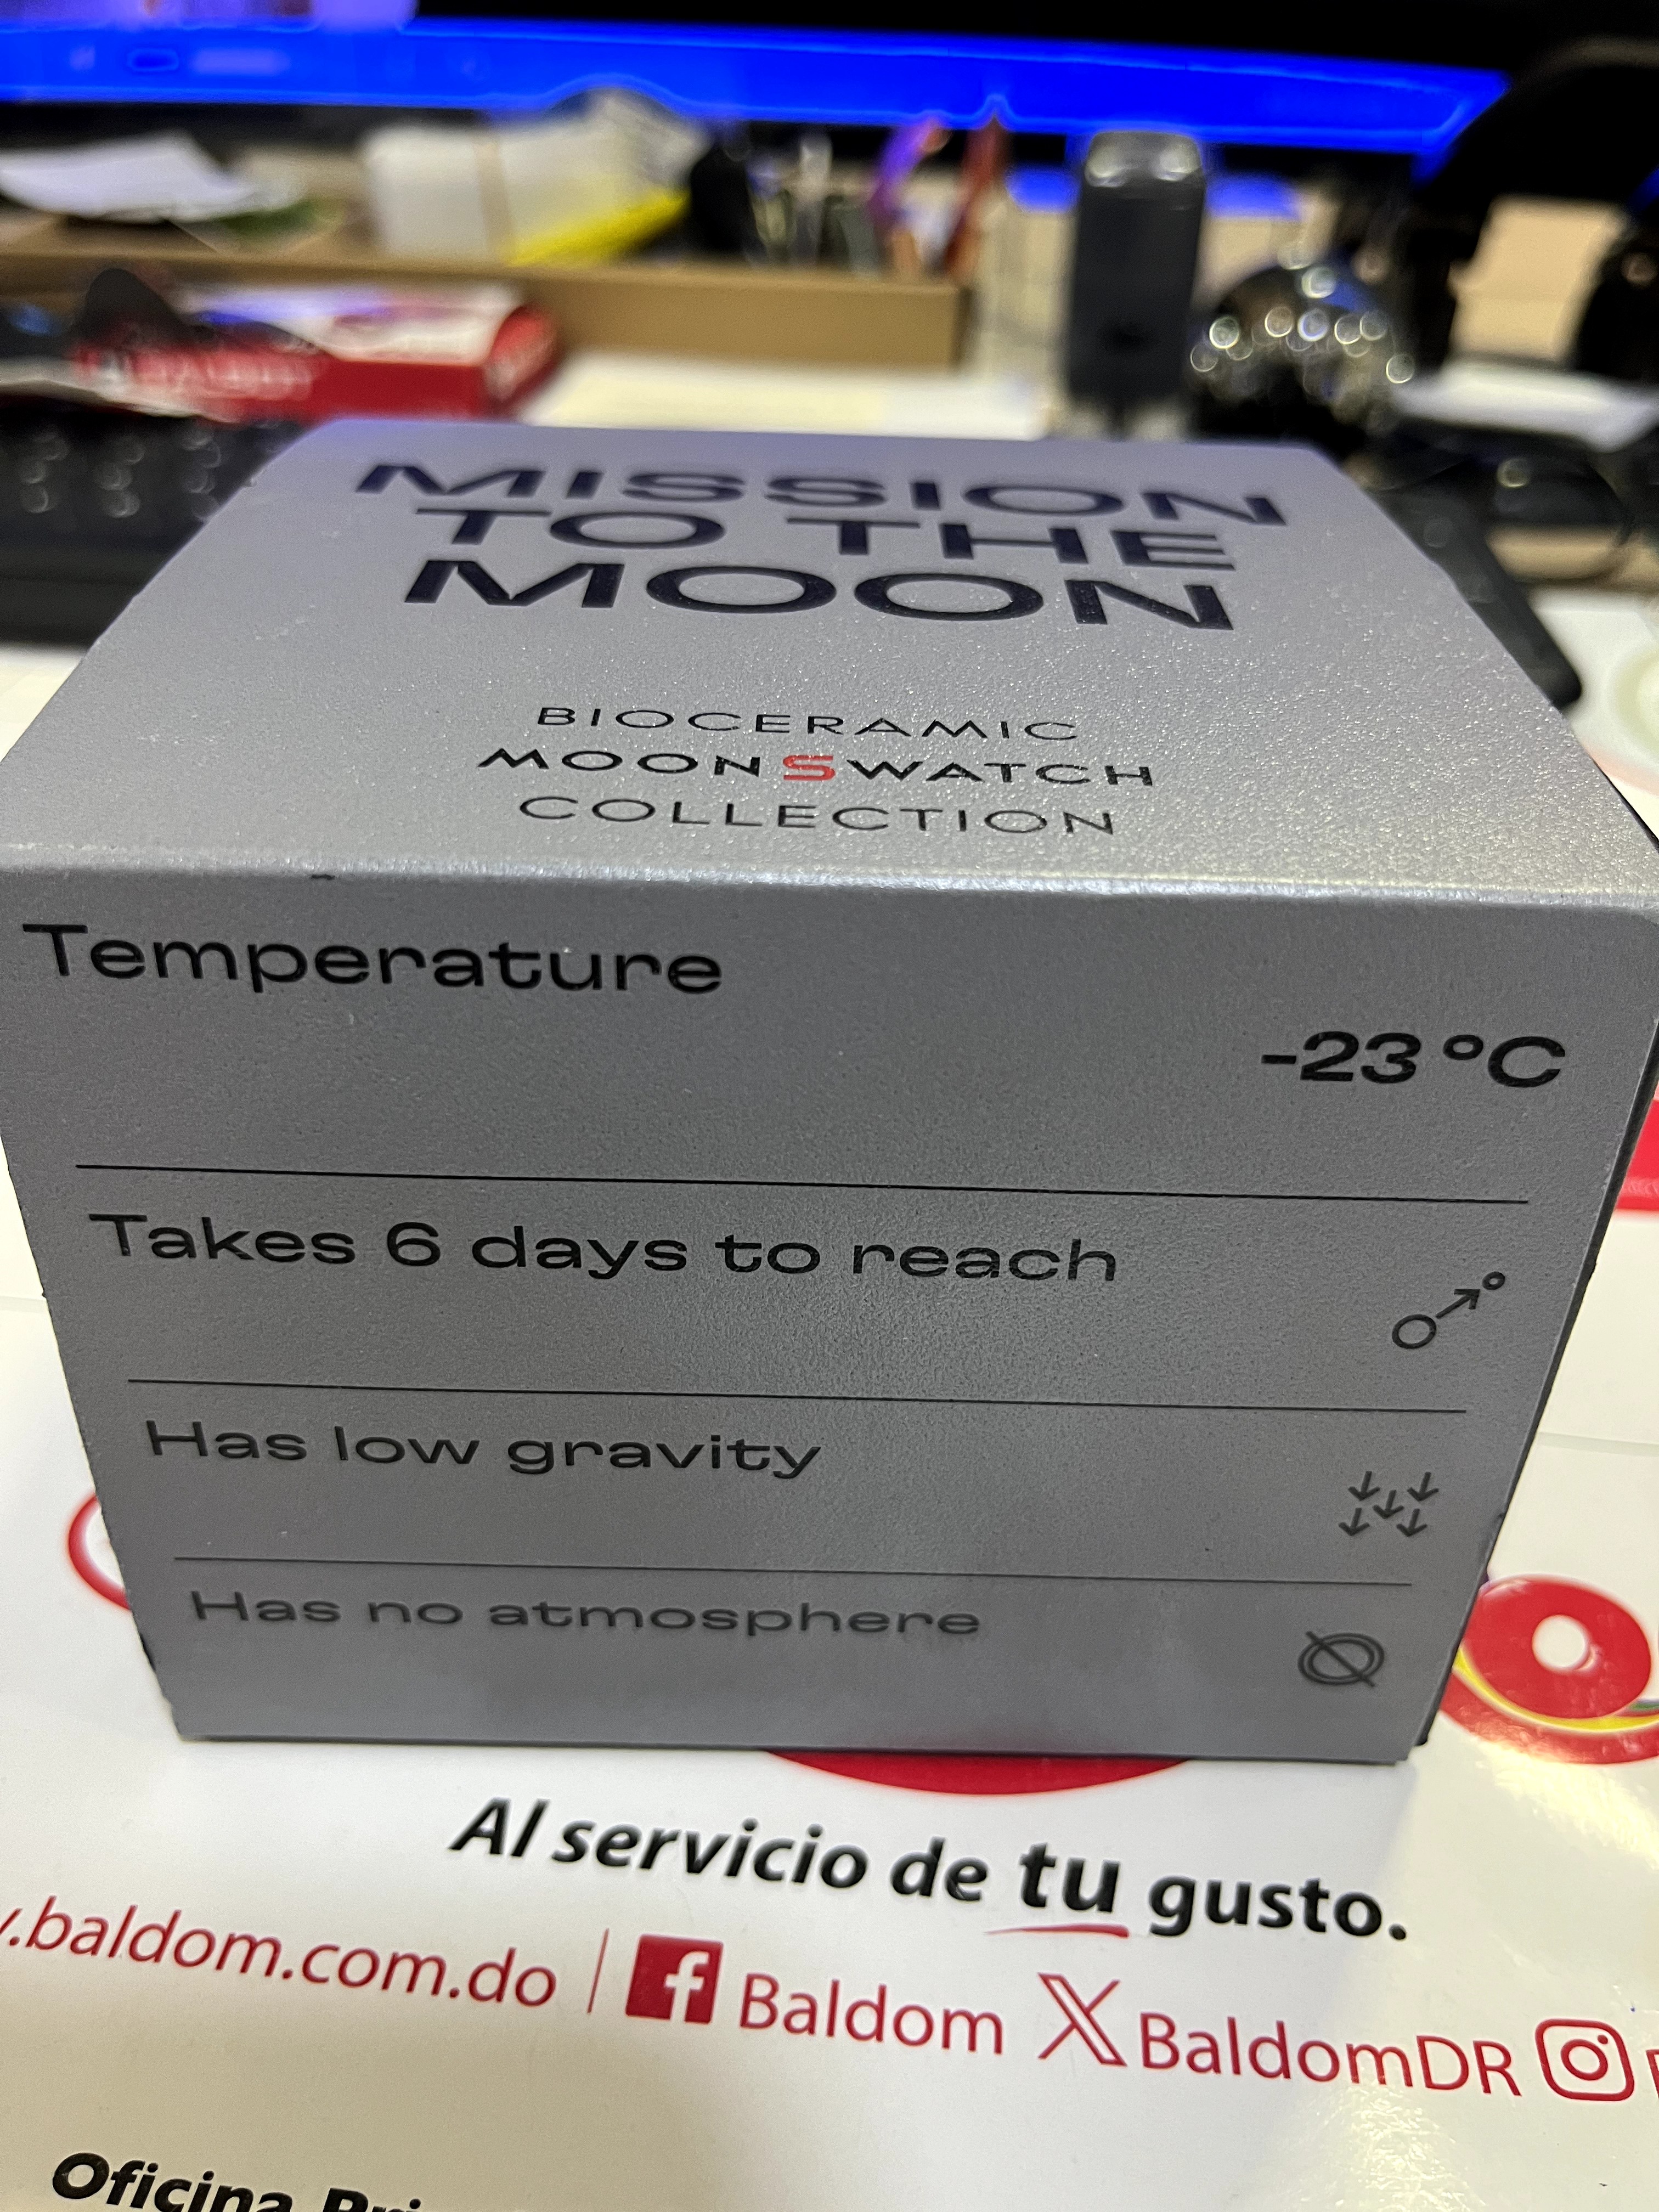 MISSION
TO THE
MOON
BIOCERAMIC
MOONSWATCH
COLLECTION
Temperature
-23 °C
Takes 6 days to reach
Has low gravity
Has no atmosphere
Al servicio de tu gusto.
.baldom.com.do | Baldom BaldomDR
Oficina